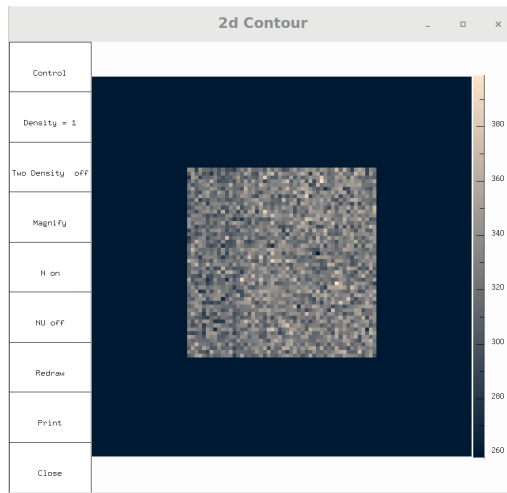 2d Contour
Control
Density = 1
Two Density off
Magnify
N on
NU off
Redraw
Print
Close
380
360
340
320
300
280
260